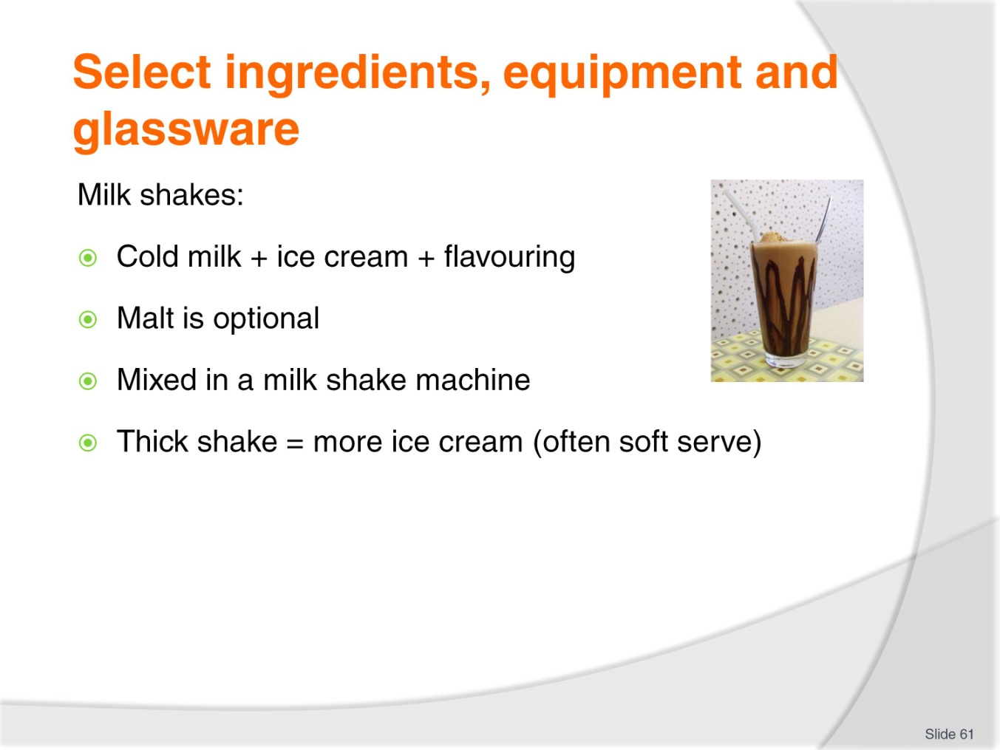 Select ingredients, equipment and
glassware
Milk shakes:
Cold milk + ice cream + flavouring
Malt is optional
Mixed in a milk shake machine
Thick shake = more ice cream (often soft serve)
Slide 61